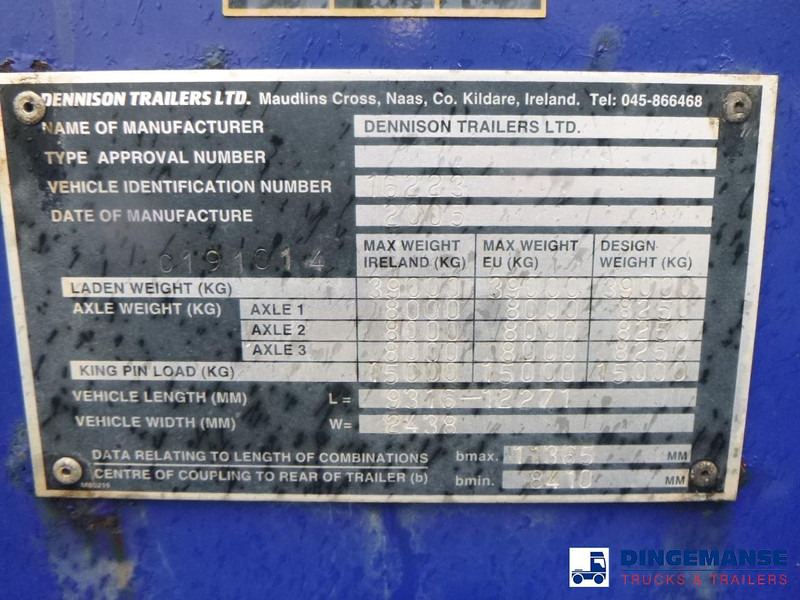 DENNISON TRAILERS LTD. Maudlins Cross, Naas, Co. Kildare, Ireland. Tel: 045-866468
NAME OF MANUFACTURER DENNISON TRAILERS LTD.
TYPE APPROVAL NUMBER
VEHICLE IDENTIFICATION NUMBER 16223
DATE OF MANUFACTURE 2005
C191014
MAX WEIGHT IRELAND (KG) MAX WEIGHT EU (KG) DESIGN WEIGHT (KG)
LADEN WEIGHT (KG) 39000 39000 39000
AXLE WEIGHT (KG) AXLE 1 8000 8000 8250
AXLE 2 8000 8000 8250
AXLE 3 8000 8000 8250
KING PIN LOAD (KG) 15000 15000 15000
VEHICLE LENGTH (MM) L= 9316-12271
VEHICLE WIDTH (MM) W= 2438
DATA RELATING TO LENGTH OF COMBINATIONS bmax. 11365 MM
CENTRE OF COUPLING TO REAR OF TRAILER (b) bmin. 8410 MM
DINGEMANSE
TRUCKS & TRAILERS